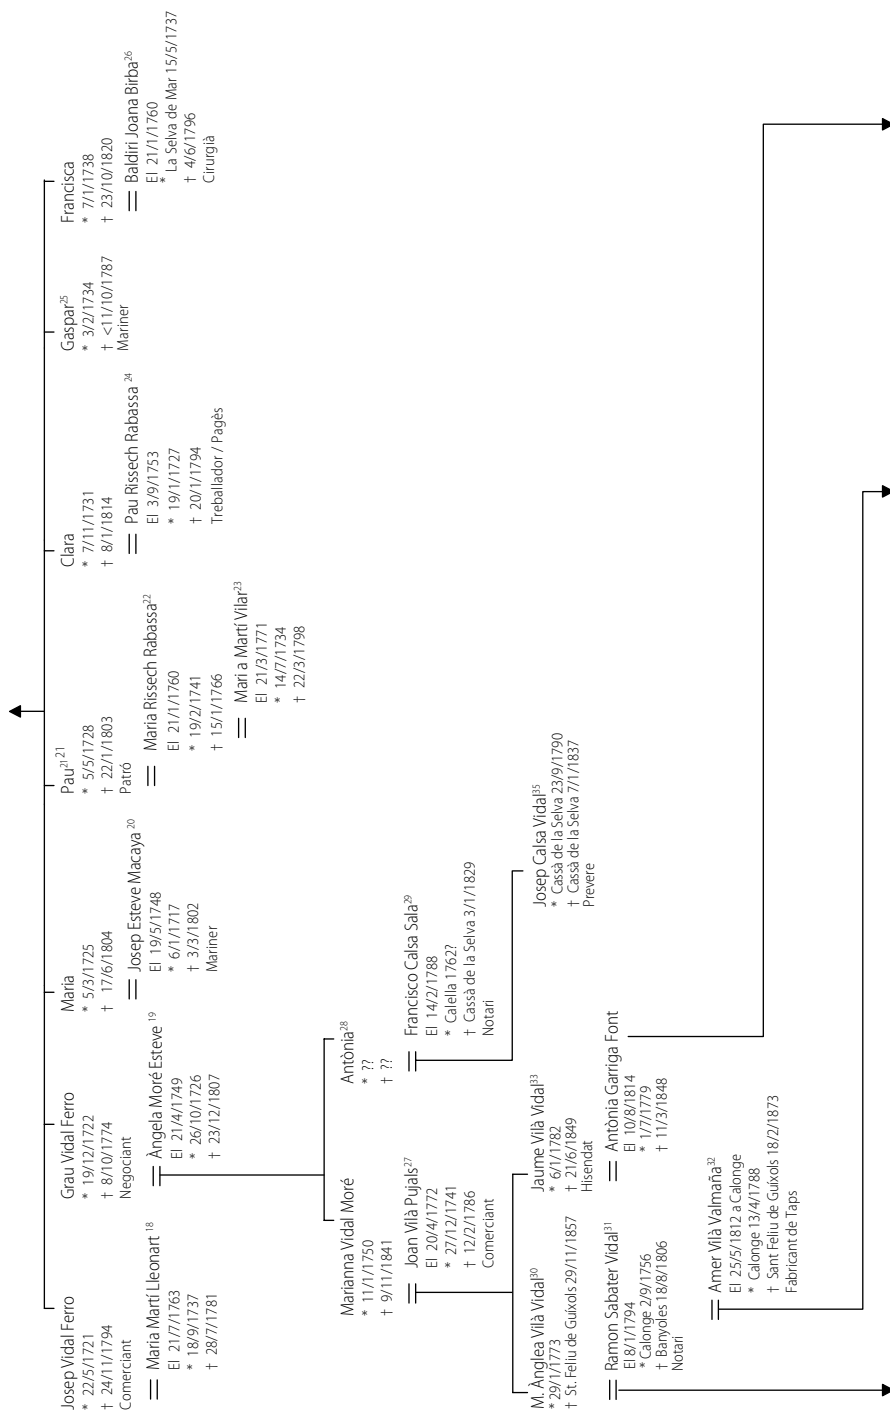 Josep Vidal Ferro
* 22/5/1721
† 24/11/1794
Comerciant
Maria Martí Lleonart 18
El 21/7/1763
* 18/9/1737
† 28/7/1781
Grau Vidal Ferro
* 19/12/1722
† 8/10/1774
Negociant
Àngela Moré Esteve 19
El 21/4/1749
* 26/10/1726
† 23/12/1807
Maria
* 5/3/1725
† 17/6/1804
Josep Esteve Macaya 20
El 19/5/1748
* 6/1/1717
† 3/3/1802
Mariner
Pau21 21
* 5/5/1728
† 22/1/1803
Patró
Maria Rissech Rabassa22
El 21/1/1760
* 19/2/1741
† 15/1/1766
Mari a Martí Vilar23
El 21/3/1771
* 14/7/1734
† 22/3/1798
Clara
* 7/11/1731
† 8/1/1814
Pau Rissech Rabassa 24
El 3/9/1753
* 19/1/1727
† 20/1/1794
Treballador / Pagès
Gaspar25
* 3/2/1734
† <11/10/1787
Mariner
Francisca
* 7/1/1738
† 23/10/1820
Baldiri Joana Birba26
El 21/1/1760
* La Selva de Mar 15/5/1737
† 4/6/1796
Cirurgià
Marianna Vidal Moré
* 11/1/1750
† 9/11/1841
Joan Vilà Pujals27
El 20/4/1772
* 27/12/1741
† 12/2/1786
Comerciant
Antònia28
* ??
† ??
Francisco Calsa Sala29
El 14/2/1788
* Calella 1762?
† Cassà de la Selva 3/1/1829
Notari
M. Ànglea Vilà Vidal30
* 29/1/1773
† St. Feliu de Guíxols 29/11/1857
Ramon Sabater Vidal31
El 8/1/1794
* Calonge 2/9/1756
† Banyoles 18/8/1806
Notari
Amer Vilà Valmaña32
El 25/5/1812 a Calonge
* Calonge 13/4/1788
† Sant Feliu de Guíxols 18/2/1873
Fabricant de Taps
Jaume Vilà Vidal33
* 6/1/1782
† 21/6/1849
Hisendat
Antònia Garriga Font
El 10/8/1814
* 1/7/1779
† 11/3/1848
Josep Calsa Vidal35
* Cassà de la Selva 23/9/1790
† Cassà de la Selva 7/1/1837
Prevere